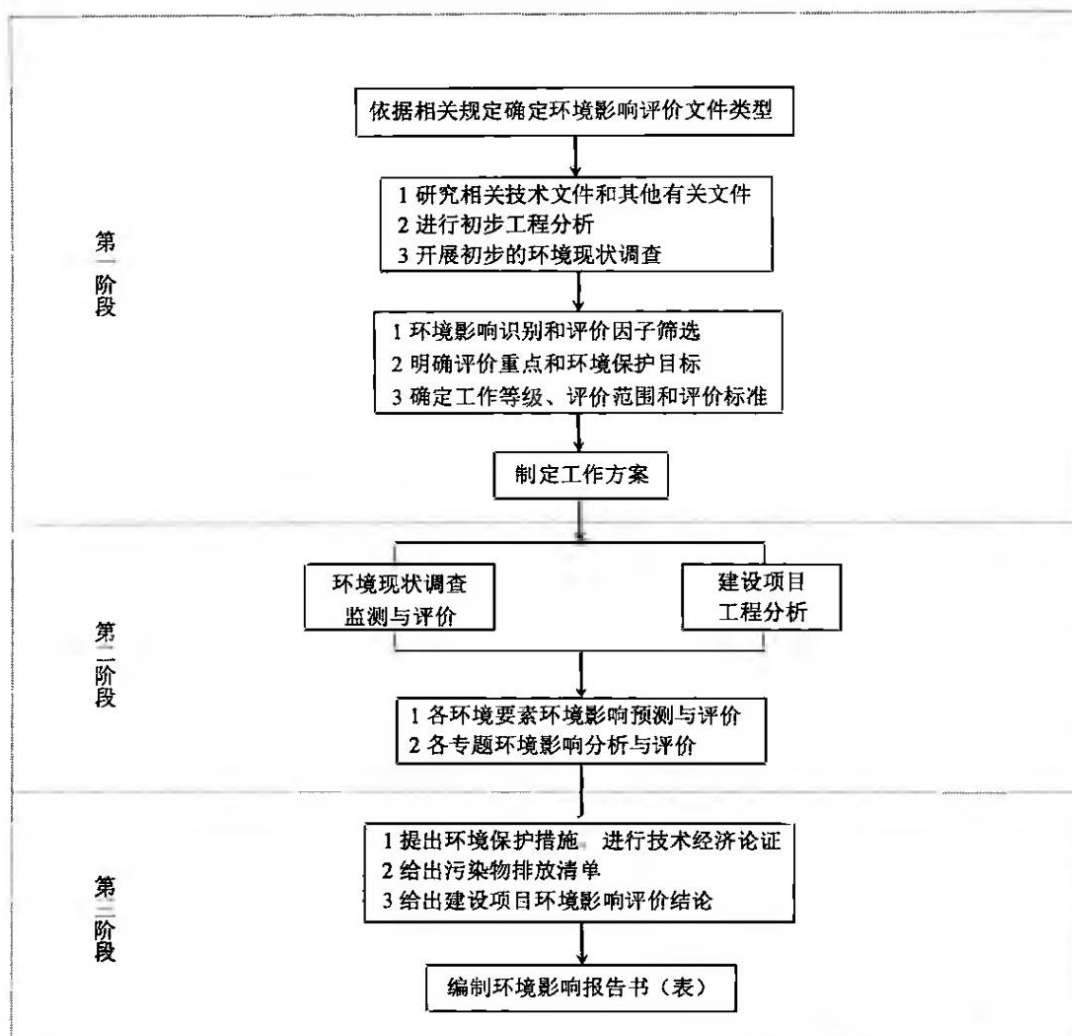 依据相关规定确定环境影响评价文件类型
1 研究相关技术文件和其他有关文件
2 进行初步工程分析
3 开展初步的环境现状调查
第一阶段
1 环境影响识别和评价因子筛选
2 明确评价重点和环境保护目标
3 确定工作等级、评价范围和评价标准
制定工作方案
环境现状调查
监测与评价
建设项目
工程分析
第二阶段
1 各环境要素环境影响预测与评价
2 各专题环境影响分析与评价
1 提出环境保护措施，进行技术经济论证
2 给出污染物排放清单
3 给出建设项目环境影响评价结论
第三阶段
编制环境影响报告书（表）